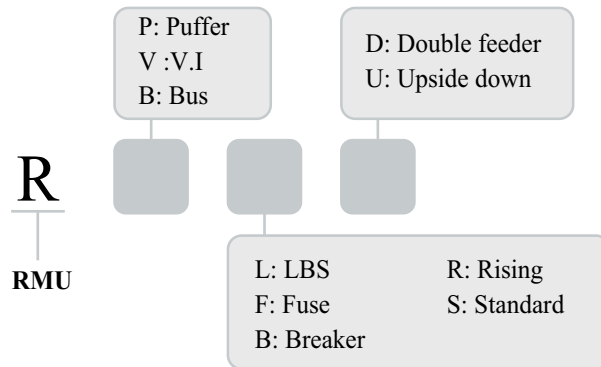 P: Puffer
V :V.I
B: Bus
D: Double feeder
U: Upside down
R
RMU
L: LBS
F: Fuse
B: Breaker
R: Rising
S: Standard